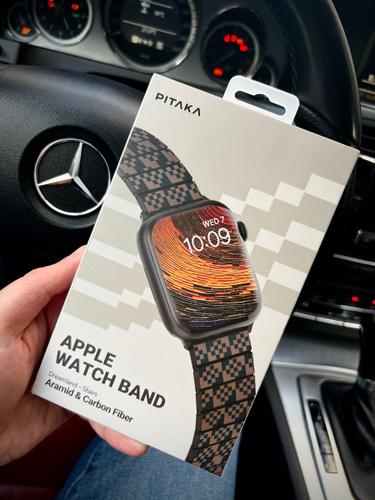 PITAKA
WED 7
10:09
APPLE
WATCH BAND
Dreamland - Stairs
Aramid & Carbon Fiber